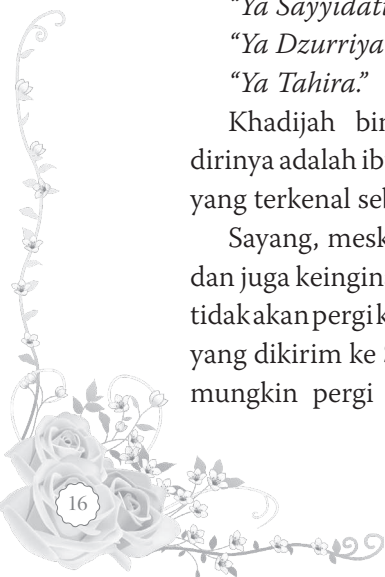 "Ya Sayyidati
"Ya Dzurriya
"Ya Tahira."
Khadijah bin
dirinya adalah ib
yang terkenal sel
Sayang, mesk
dan juga keingin
tidak akan pergi k
yang dikirim ke S
mungkin pergi
16